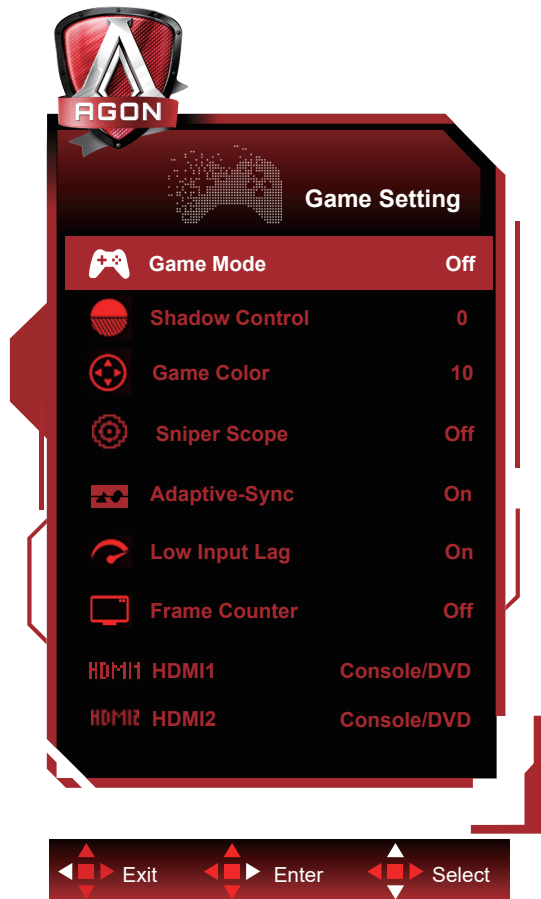 AGON
Game Setting
Game Mode Off
Shadow Control 0
Game Color 10
Sniper Scope Off
Adaptive-Sync On
Low Input Lag On
Frame Counter Off
HDMI1 HDMI1 Console/DVD
HDMI2 HDMI2 Console/DVD
Exit Enter Select